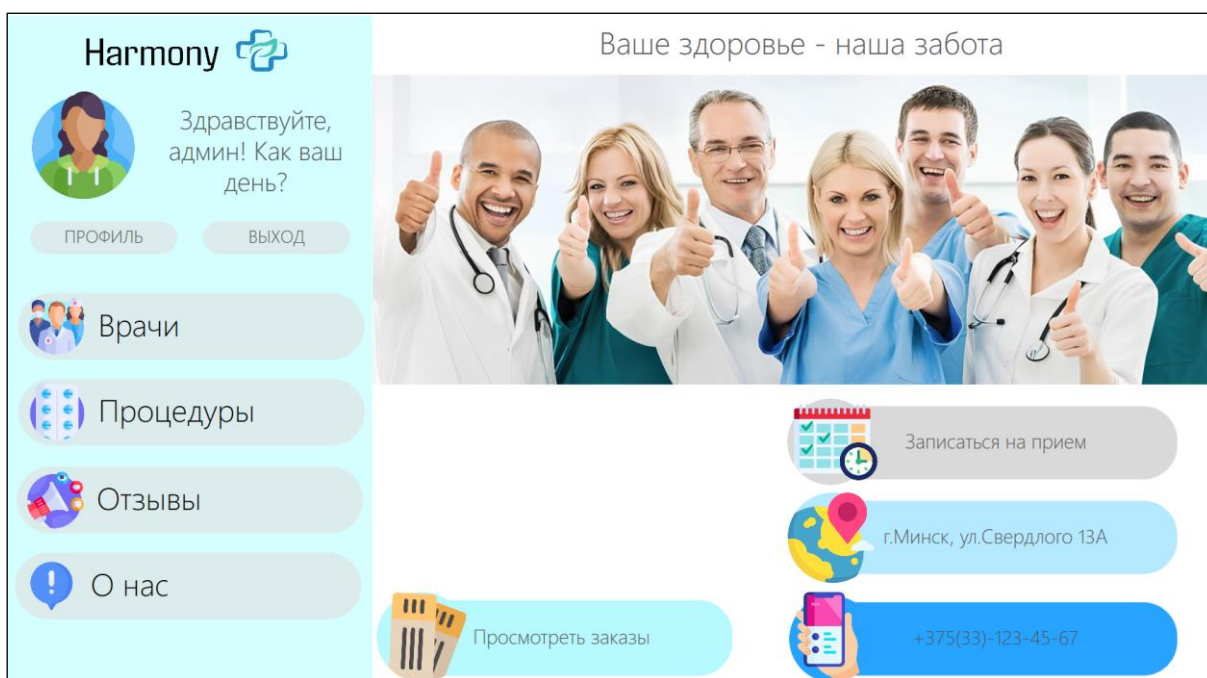 Harmony
Здравствуйте,
админ! Как ваш
день?
ПРОФИЛЬ
ВЫХОД
Врачи
Процедуры
Отзывы
О нас
Ваше здоровье - наша забота
Записаться на прием
г.Минск, ул.Свердлого 13А
Просмотреть заказы
+375(33)-123-45-67